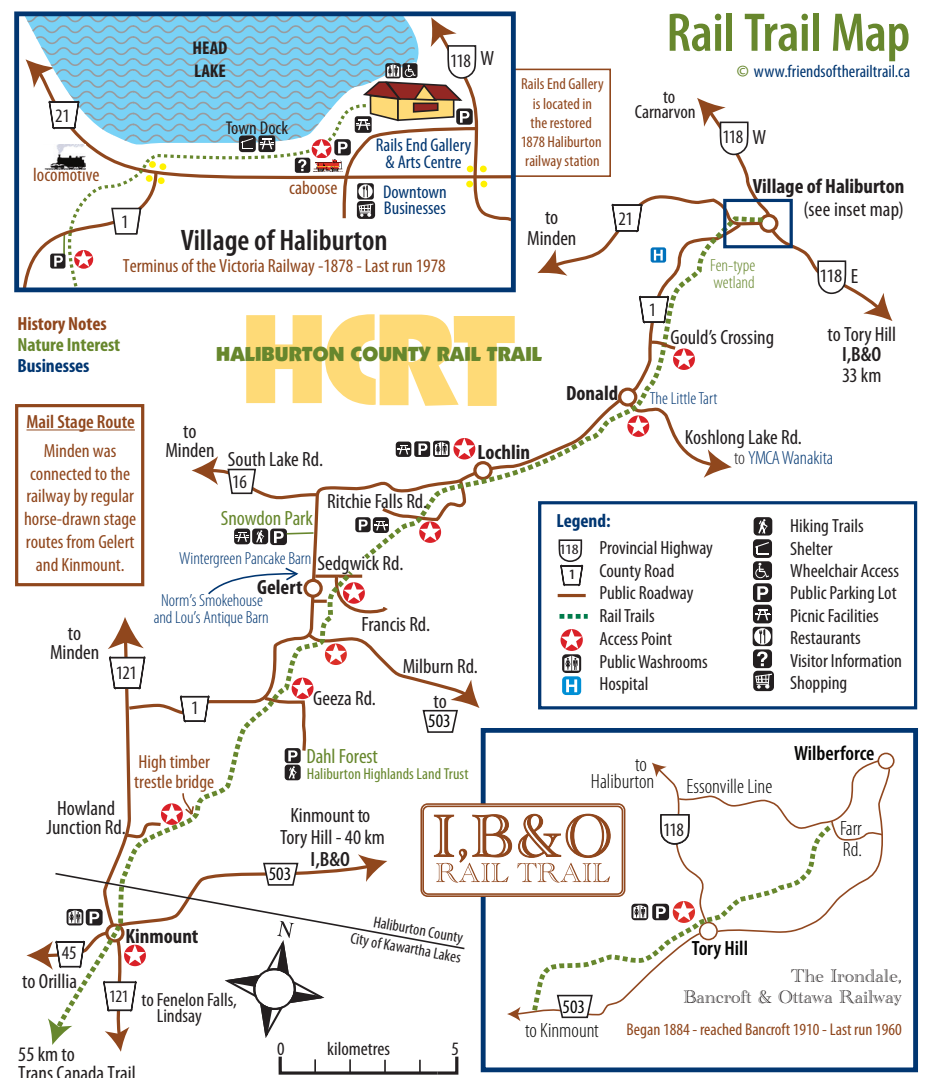 Rail Trail Map
© www.friendsoftherailtrail.ca
HEAD
LAKE
118 W
21
locomotive
Town Dock
P
?
caboose
Rails End Gallery
& Arts Centre
P
Downtown
Businesses
1
P
Village of Haliburton
Terminus of the Victoria Railway -1878 - Last run 1978
Rails End Gallery
is located in
the restored
1878 Haliburton
railway station
to
Carnarvon
118 W
Village of Haliburton
(see inset map)
21
to
Minden
H
Fen-type
wetland
118 E
to Tory Hill
I,B&O
33 km
1
Gould's Crossing
History Notes
Nature Interest
Businesses
HCRT
HALIBURTON COUNTY RAIL TRAIL
Donald
The Little Tart
Koshlong Lake Rd.
to YMCA Wanakita
Mail Stage Route
Minden was
connected to the
railway by regular
horse-drawn stage
routes from Gelert
and Kinmount.
to
Minden
South Lake Rd.
16
P
Lochlin
Ritchie Falls Rd.
P
Snowdon Park
P
Wintergreen Pancake Barn
Sedgwick Rd.
Gelert
Norm's Smokehouse
and Lou's Antique Barn
Francis Rd.
Milburn Rd.
to
503
to
Minden
121
1
Geeza Rd.
P
Dahl Forest
Haliburton Highlands Land Trust
High timber
trestle bridge
Howland
Junction Rd.
Kinmount to
Tory Hill - 40 km
I,B&O
503
Haliburton County
City of Kawartha Lakes
P
Kinmount
45
to Orillia
121
to Fenelon Falls,
Lindsay
55 km to
Trans Canada Trail
N
0 kilometres 5
Legend:
118 Provincial Highway
1 County Road
Public Roadway
Rail Trails
Access Point
Public Washrooms
H Hospital
Hiking Trails
Shelter
Wheelchair Access
P Public Parking Lot
Picnic Facilities
Restaurants
? Visitor Information
Shopping
I,B&O
RAIL TRAIL
to
Haliburton
Essonville Line
Wilberforce
118
Farr
Rd.
P
Tory Hill
503
to Kinmount
The Irondale,
Bancroft & Ottawa Railway
Began 1884 - reached Bancroft 1910 - Last run 1960